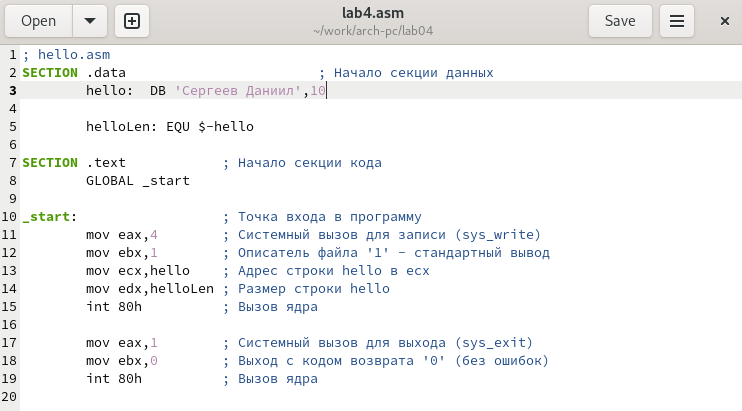 Open
lab4.asm
~/work/arch-pc/lab04
Save
1 ; hello.asm
2 SECTION .data                        ; Начало секции данных
3         hello:  DB 'Сергеев Даниил',10
4
5         helloLen: EQU $-hello
6
7 SECTION .text            ; Начало секции кода
8         GLOBAL _start
9
10 _start:                  ; Точка входа в программу
11         mov eax,4        ; Системный вызов для записи (sys_write)
12         mov ebx,1        ; Описатель файла '1' - стандартный вывод
13         mov ecx,hello    ; Адрес строки hello в ecx
14         mov edx,helloLen ; Размер строки hello
15         int 80h          ; Вызов ядра
16
17         mov eax,1        ; Системный вызов для выхода (sys_exit)
18         mov ebx,0        ; Выход с кодом возврата '0' (без ошибок)
19         int 80h          ; Вызов ядра
20